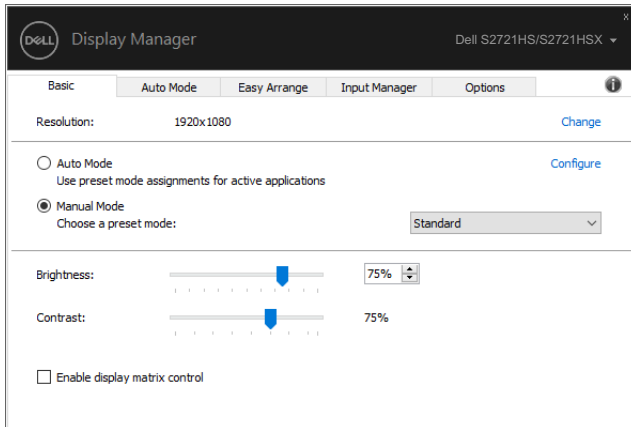 DELL Display Manager Dell S2721HS/S2721HSX
x
Basic Auto Mode Easy Arrange Input Manager Options i
Resolution: 1920x1080 Change
Auto Mode Configure
Use preset mode assignments for active applications
Manual Mode
Choose a preset mode: Standard
Brightness: 75%
Contrast: 75%
Enable display matrix control